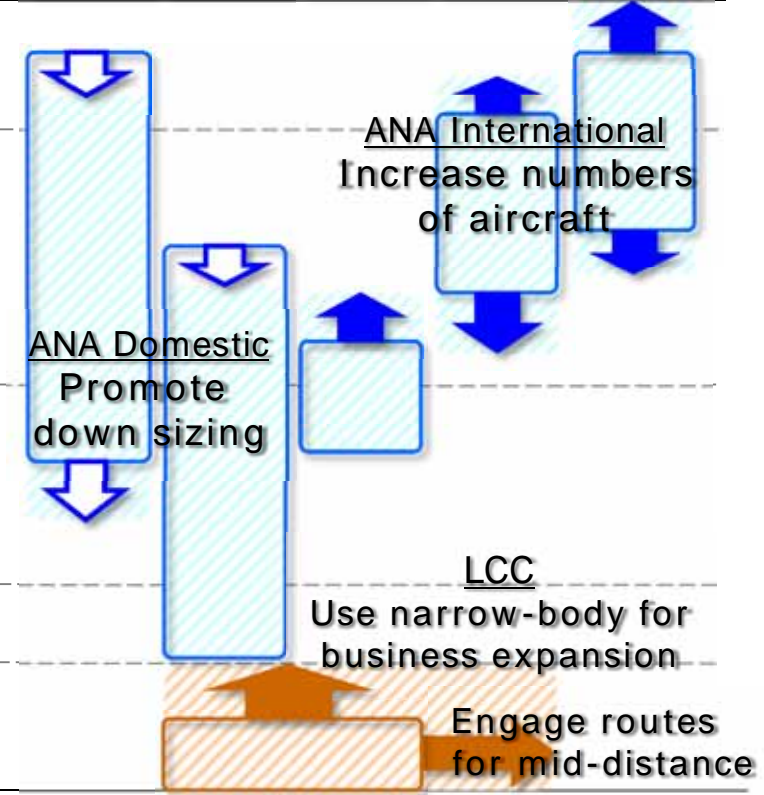 ANA International
Increase numbers
of aircraft
ANA Domestic
Promote
down sizing
LCC
Use narrow-body for
business expansion
Engage routes
for mid-distance